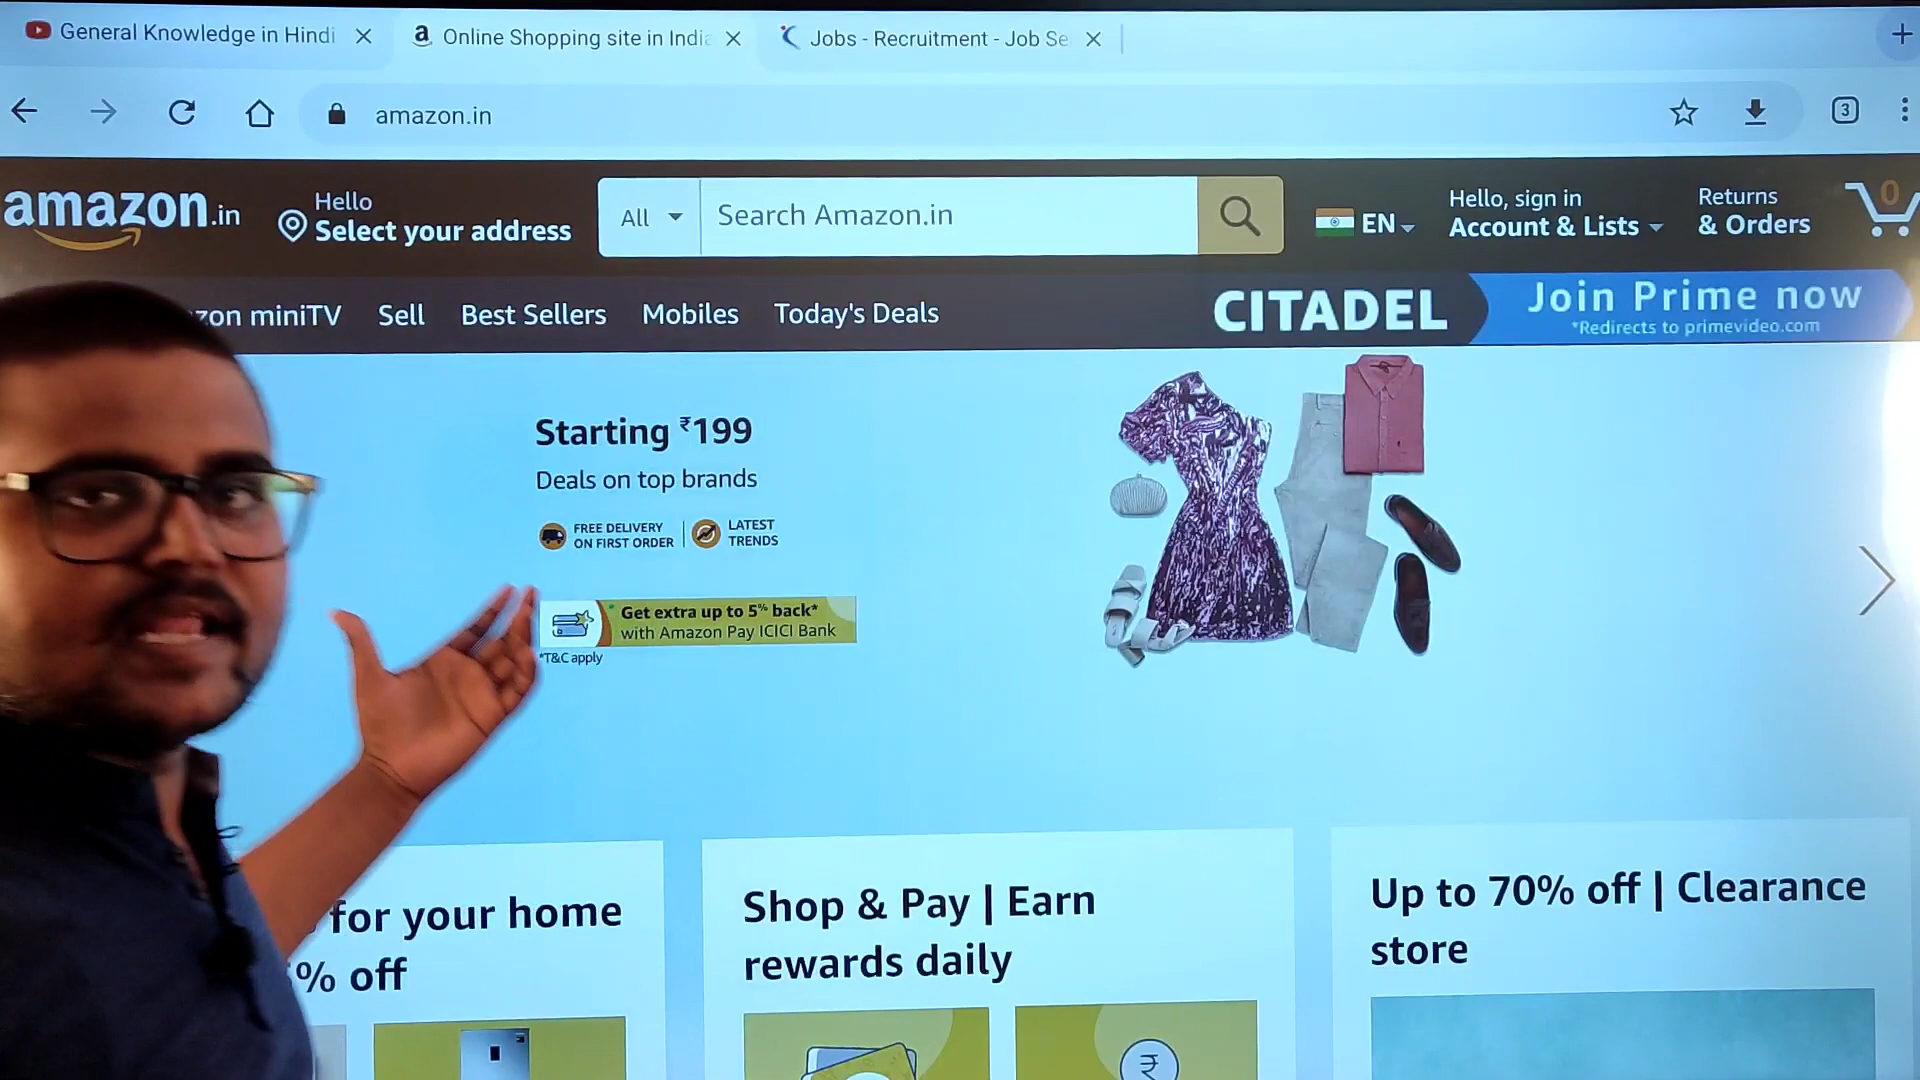 General Knowledge in Hindi
Online Shopping site in India
Jobs - Recruitment - Job Se
amazon.in
3
amazon.in
Hello
Select your address
All
Search Amazon.in
EN
Hello, sign in
Account & Lists
Returns
& Orders
0
zon miniTV
Sell
Best Sellers
Mobiles
Today's Deals
CITADEL
Join Prime now
*Redirects to primevideo.com
Starting ₹199
Deals on top brands
FREE DELIVERY
ON FIRST ORDER
LATEST
TRENDS
Get extra up to 5% back*
with Amazon Pay ICICI Bank
*T&C apply
for your home
% off
Shop & Pay | Earn
rewards daily
Up to 70% off | Clearance
store
₹